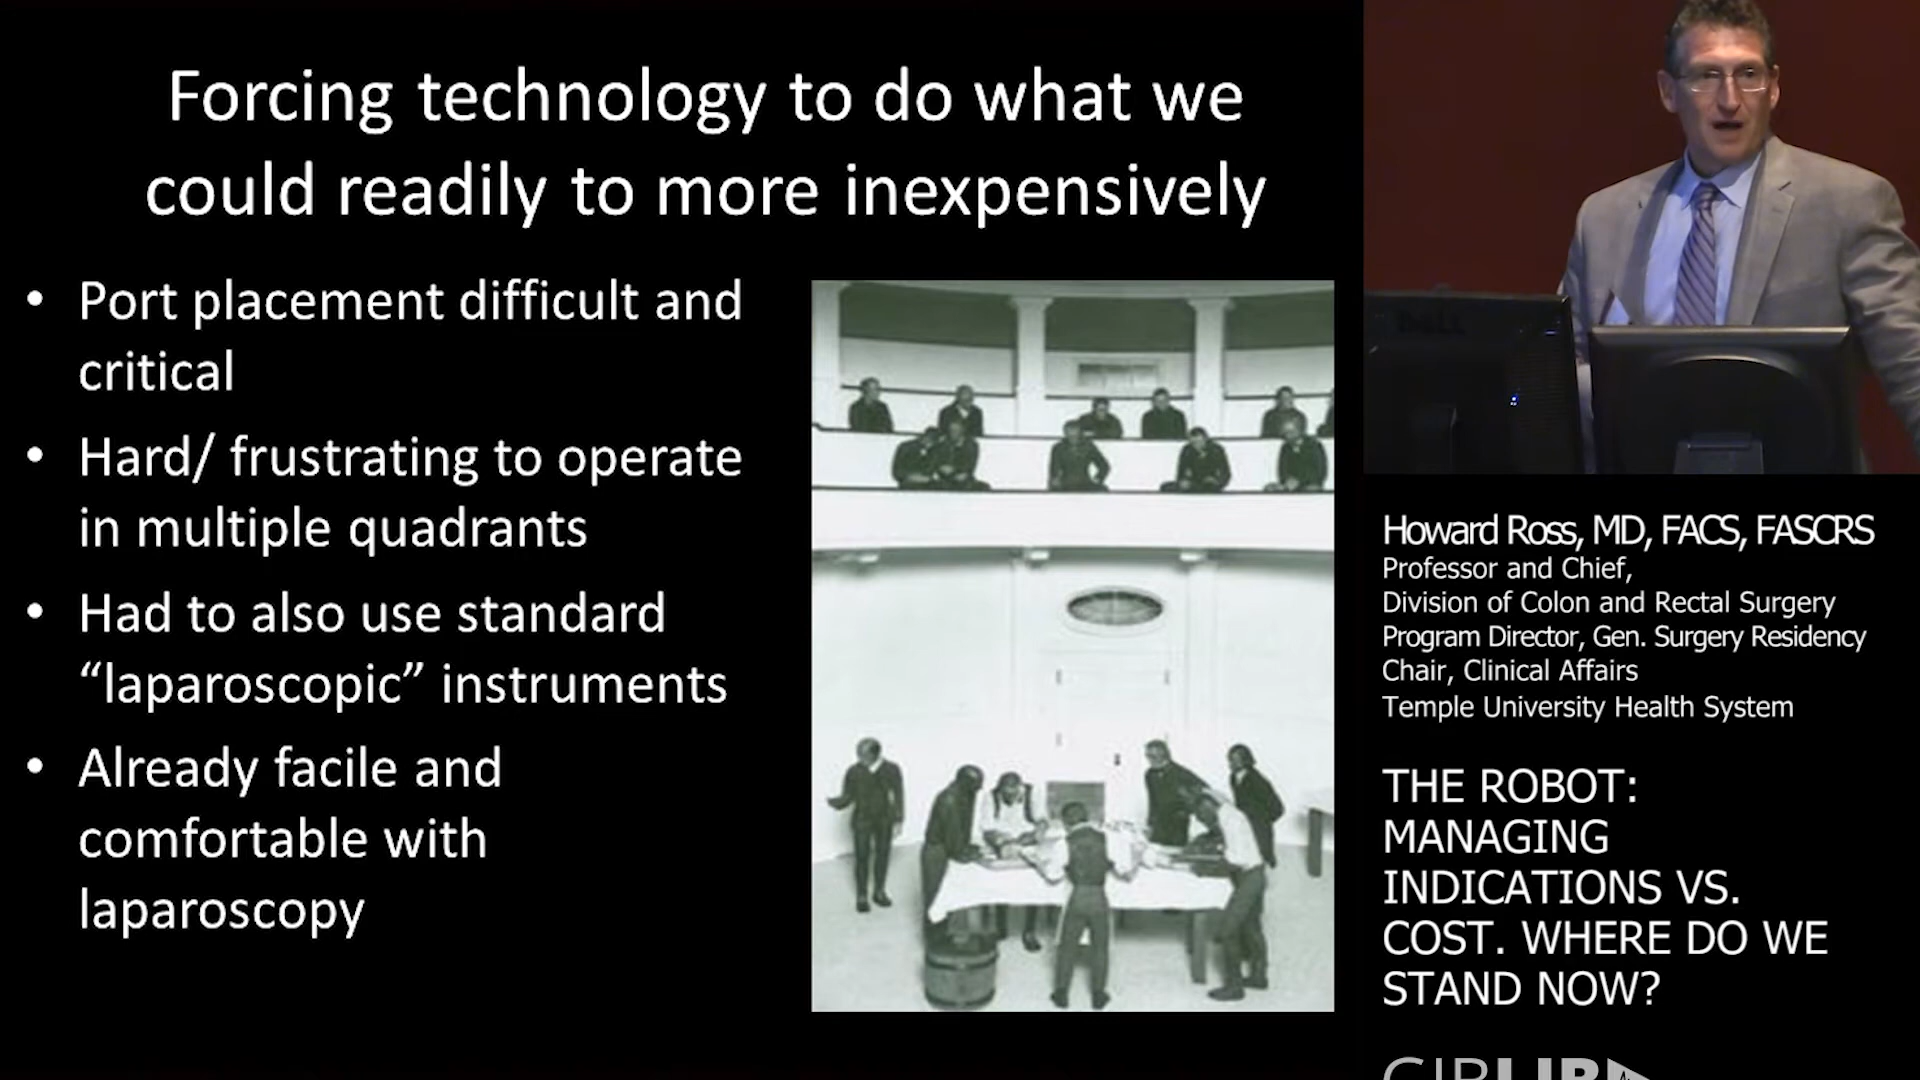 Forcing technology to do what we
could readily to more inexpensively
• Port placement difficult and
critical
• Hard/ frustrating to operate
in multiple quadrants
• Had to also use standard
“laparoscopic” instruments
• Already facile and
comfortable with
laparoscopy
DELL
Howard Ross, MD, FACS, FASCRS
Professor and Chief,
Division of Colon and Rectal Surgery
Program Director, Gen. Surgery Residency
Chair, Clinical Affairs
Temple University Health System
THE ROBOT:
MANAGING
INDICATIONS VS.
COST. WHERE DO WE
STAND NOW?